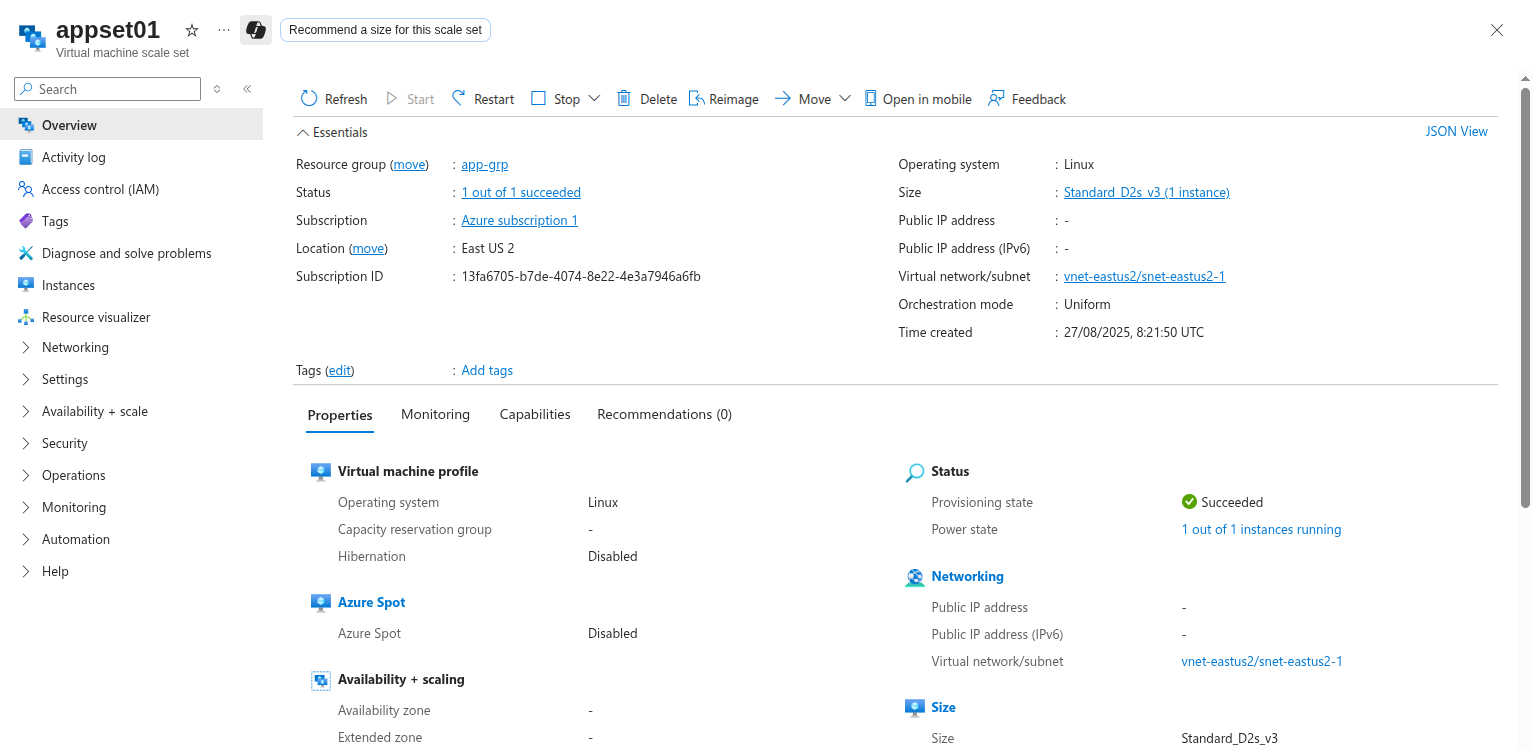 appset01
Recommend a size for this scale set
Virtual machine scale set
Search
Overview
Activity log
Access control (IAM)
Tags
Diagnose and solve problems
Instances
Resource visualizer
Networking
Settings
Availability + scale
Security
Operations
Monitoring
Automation
Help
Refresh Start Restart Stop Delete Reimage Move Open in mobile Feedback
Essentials
JSON View
Resource group (move) : app-grp
Status : 1 out of 1 succeeded
Subscription : Azure subscription 1
Location (move) : East US 2
Subscription ID : 13fa6705-b7de-4074-8e22-4e3a7946a6fb
Operating system : Linux
Size : Standard_D2s_v3 (1 instance)
Public IP address : -
Public IP address (IPv6) : -
Virtual network/subnet : vnet-eastus2/snet-eastus2-1
Orchestration mode : Uniform
Time created : 27/08/2025, 8:21:50 UTC
Tags (edit) : Add tags
Properties Monitoring Capabilities Recommendations (0)
Virtual machine profile
Operating system Linux
Capacity reservation group -
Hibernation Disabled
Azure Spot
Azure Spot Disabled
Availability + scaling
Availability zone -
Extended zone -
Status
Provisioning state Succeeded
Power state 1 out of 1 instances running
Networking
Public IP address -
Public IP address (IPv6) -
Virtual network/subnet vnet-eastus2/snet-eastus2-1
Size
Size Standard_D2s_v3